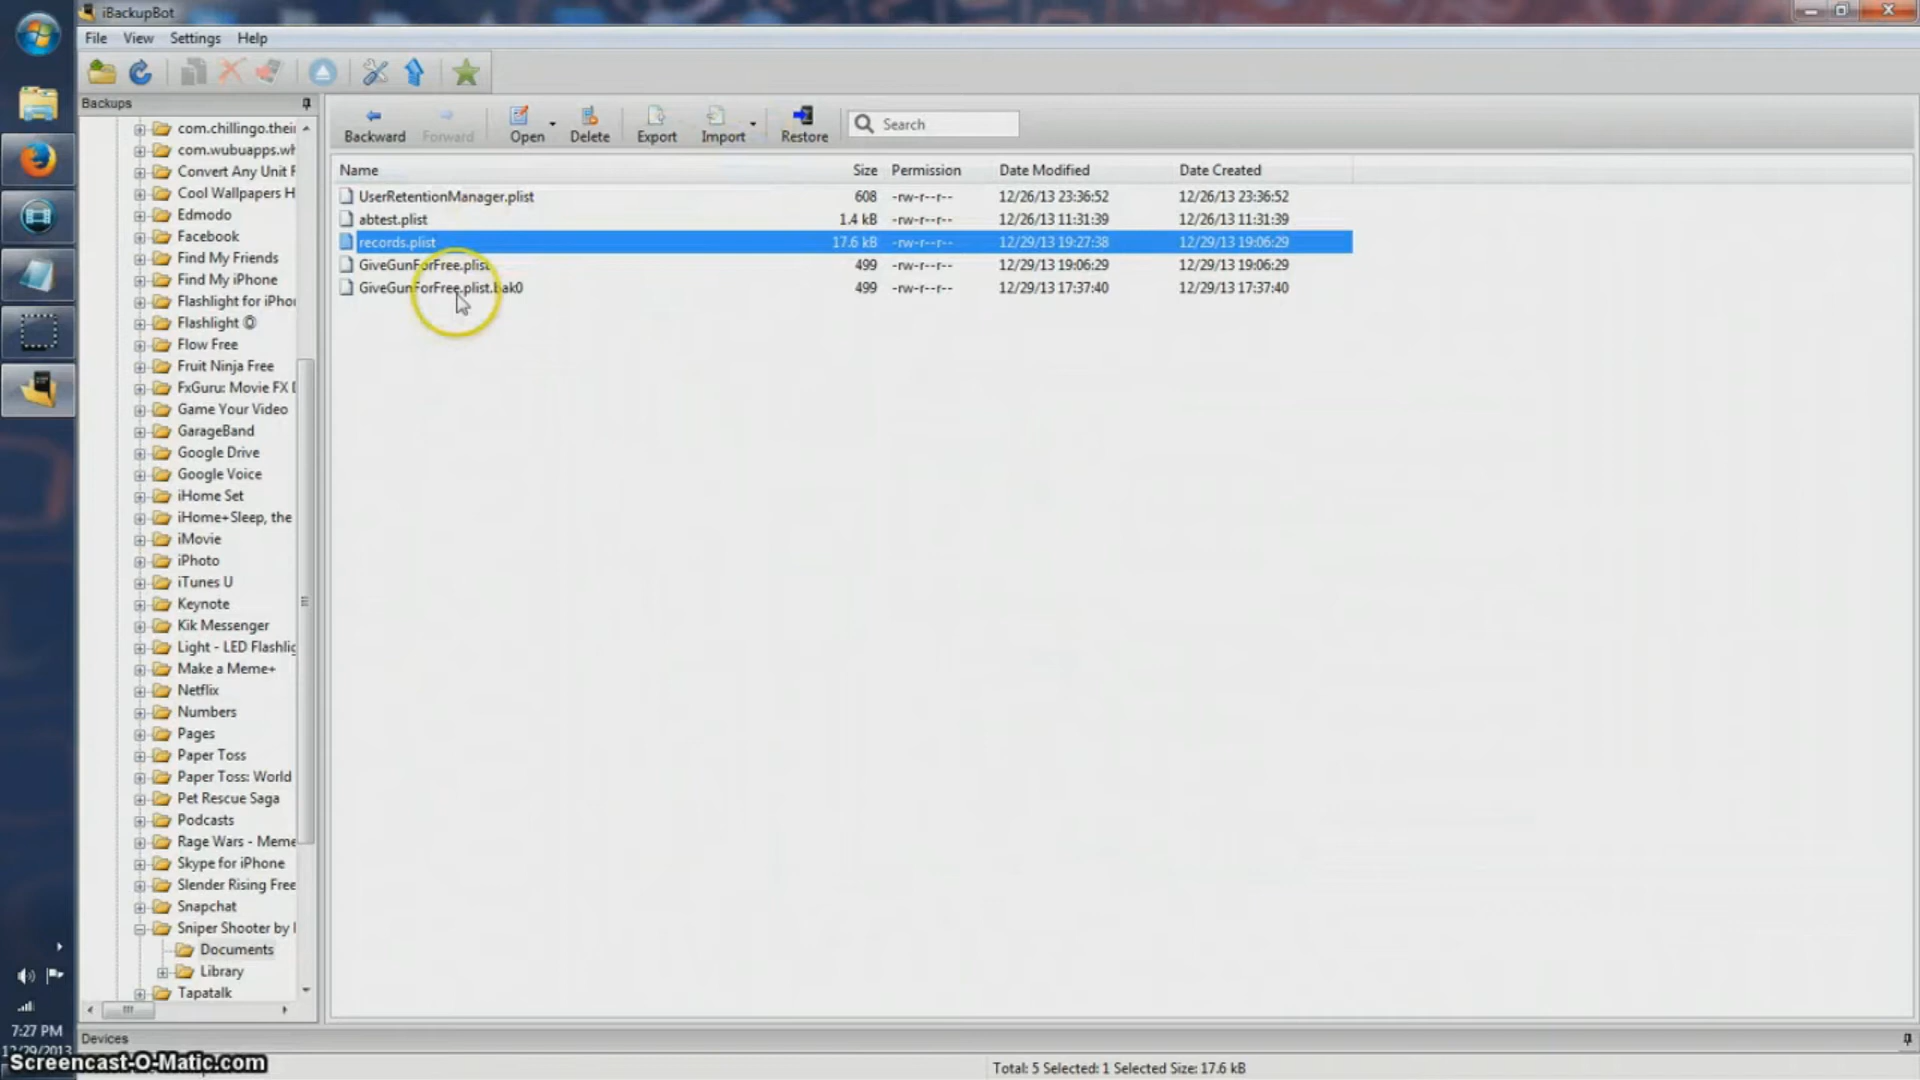 iBackupBot
File View Settings Help
Backups
Backward Forward Open Delete Export Import Restore Search
Name Size Permission Date Modified Date Created
UserRetentionManager.plist 608 -rw-r--r-- 12/26/13 23:36:52 12/26/13 23:36:52
abtest.plist 1.4 kB -rw-r--r-- 12/26/13 11:31:39 12/26/13 11:31:39
records.plist 17.6 kB -rw-r--r-- 12/29/13 19:27:38 12/29/13 19:06:29
GiveGunForFree.plist 499 -rw-r--r-- 12/29/13 19:06:29 12/29/13 19:06:29
GiveGunForFree.plist.bak0 499 -rw-r--r-- 12/29/13 17:37:40 12/29/13 17:37:40
com.chillingo.thei
com.wubuapps.wh
Convert Any Unit F
Cool Wallpapers H
Edmodo
Facebook
Find My Friends
Find My iPhone
Flashlight for iPho
Flashlight
Flow Free
Fruit Ninja Free
FxGuru: Movie FX D
Game Your Video
GarageBand
Google Drive
Google Voice
iHome Set
iHome+Sleep, the
iMovie
iPhoto
iTunes U
Keynote
Kik Messenger
Light - LED Flashlig
Make a Meme+
Netflix
Numbers
Pages
Paper Toss
Paper Toss: World
Pet Rescue Saga
Podcasts
Rage Wars - Meme
Skype for iPhone
Slender Rising Free
Snapchat
Sniper Shooter by
Documents
Library
Tapatalk
Devices
7:27 PM
12/29/2013
Screencast-O-Matic.com
Total: 5 Selected: 1 Selected Size: 17.6 kB